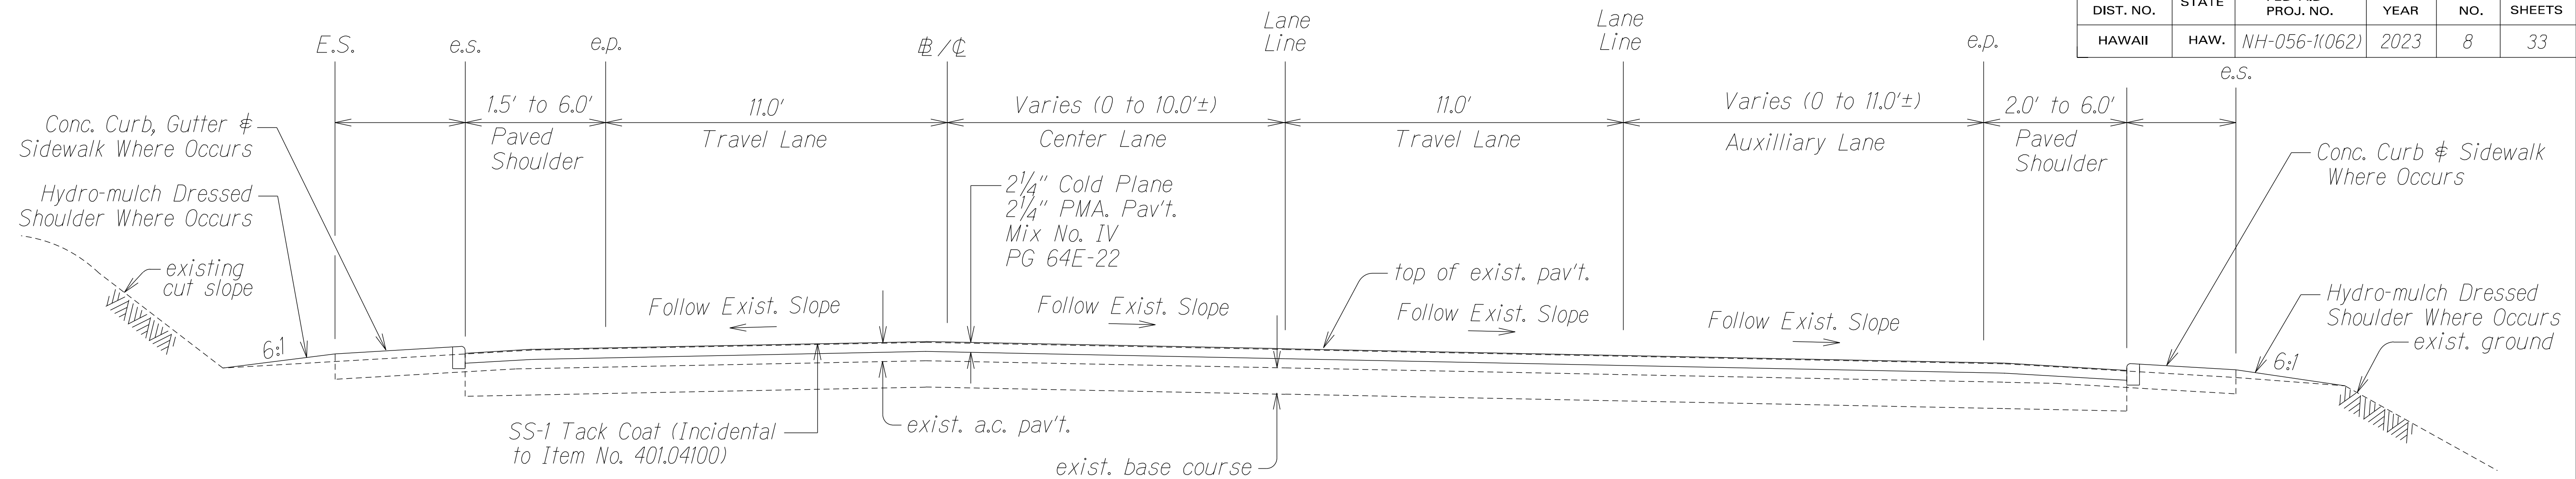 DIST. NO. STATE PROJ. NO. YEAR NO. SHEETS
HAWAII HAW. NH-056-1(062) 2023 8 33
E.S.
e.s.
e.p.
℄
Lane
Line
Lane
Line
e.p.
e.s.
1.5' to 6.0'
Paved
Shoulder
11.0'
Travel Lane
Varies (0 to 10.0'±)
Center Lane
11.0'
Travel Lane
Varies (0 to 11.0'±)
Auxilliary Lane
2.0' to 6.0'
Paved
Shoulder
Conc. Curb, Gutter &
Sidewalk Where Occurs
Hydro-mulch Dressed
Shoulder Where Occurs
existing
cut slope
6:1
2 1/4" Cold Plane
2 1/4" PMA. Pav't.
Mix No. IV
PG 64E-22
Follow Exist. Slope
Follow Exist. Slope
top of exist. pav't.
Follow Exist. Slope
Follow Exist. Slope
Conc. Curb & Sidewalk
Where Occurs
Hydro-mulch Dressed
Shoulder Where Occurs
exist. ground
6:1
SS-1 Tack Coat (Incidental
to Item No. 401.04100)
exist. a.c. pav't.
exist. base course